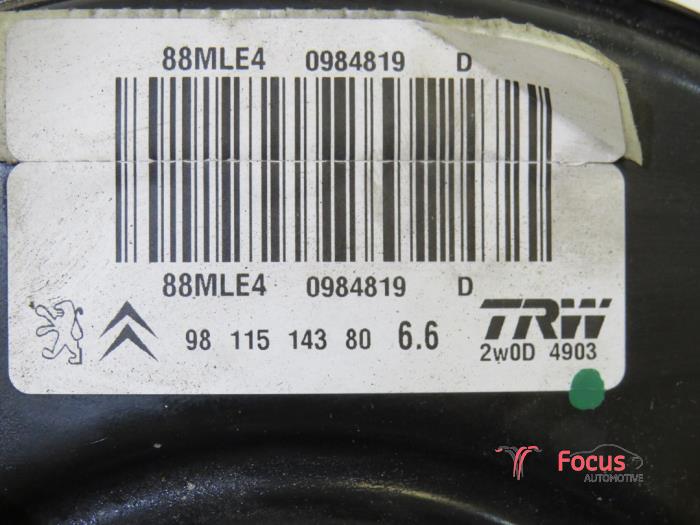 88MLE4 0984819 D
88MLE4 0984819 D
98 115 143 80 6.6
TRW
2w0D 4903
Focus
AUTOMOTIVE